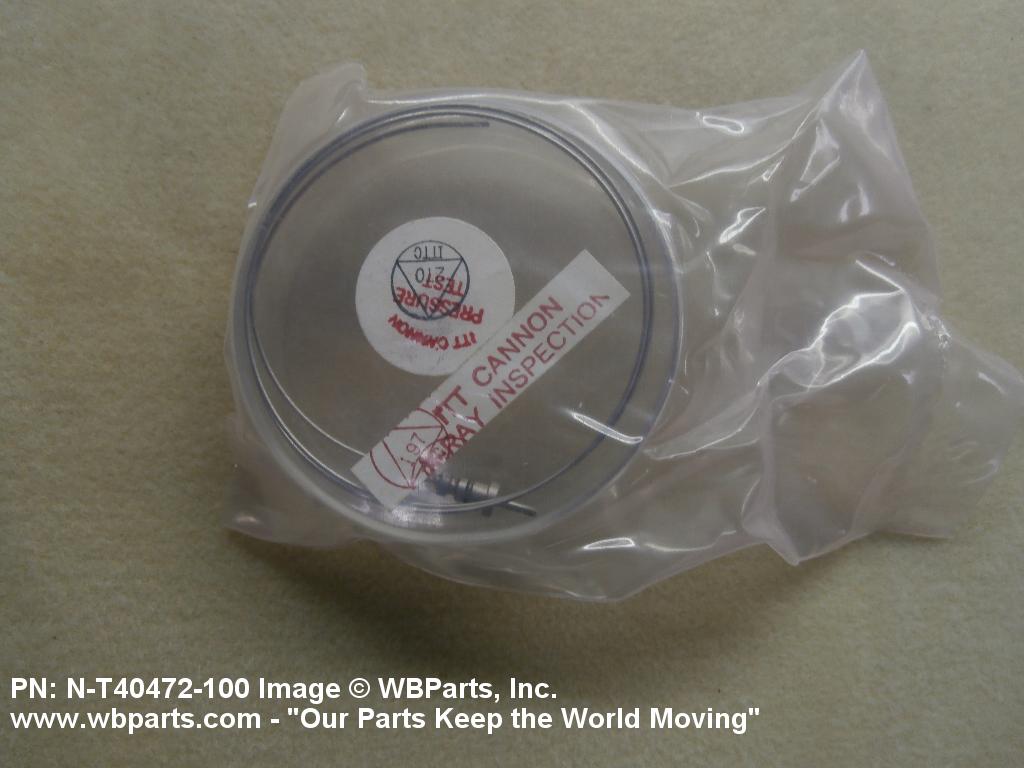 ITTC
270
PRESSURE
TEST
ITT CANNON
197
ITT CANNON
X-RAY INSPECTION
PN: N-T40472-100 Image © WBParts, Inc.
www.wbparts.com - "Our Parts Keep the World Moving"